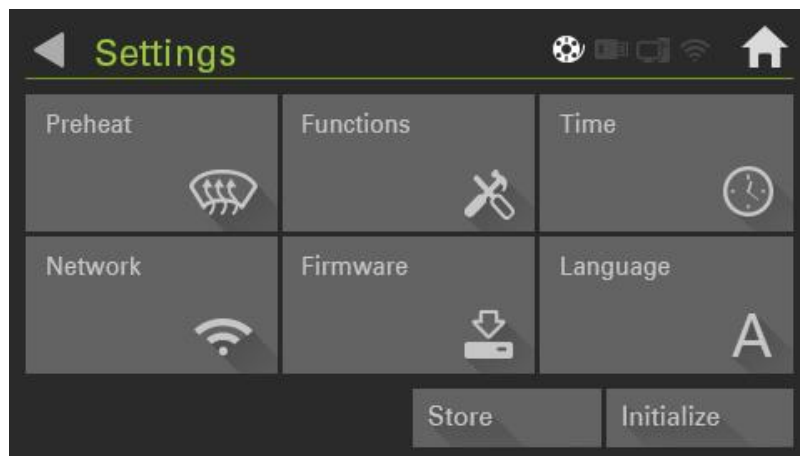 Settings
Preheat Functions Time
Network Firmware Language
A
Store Initialize